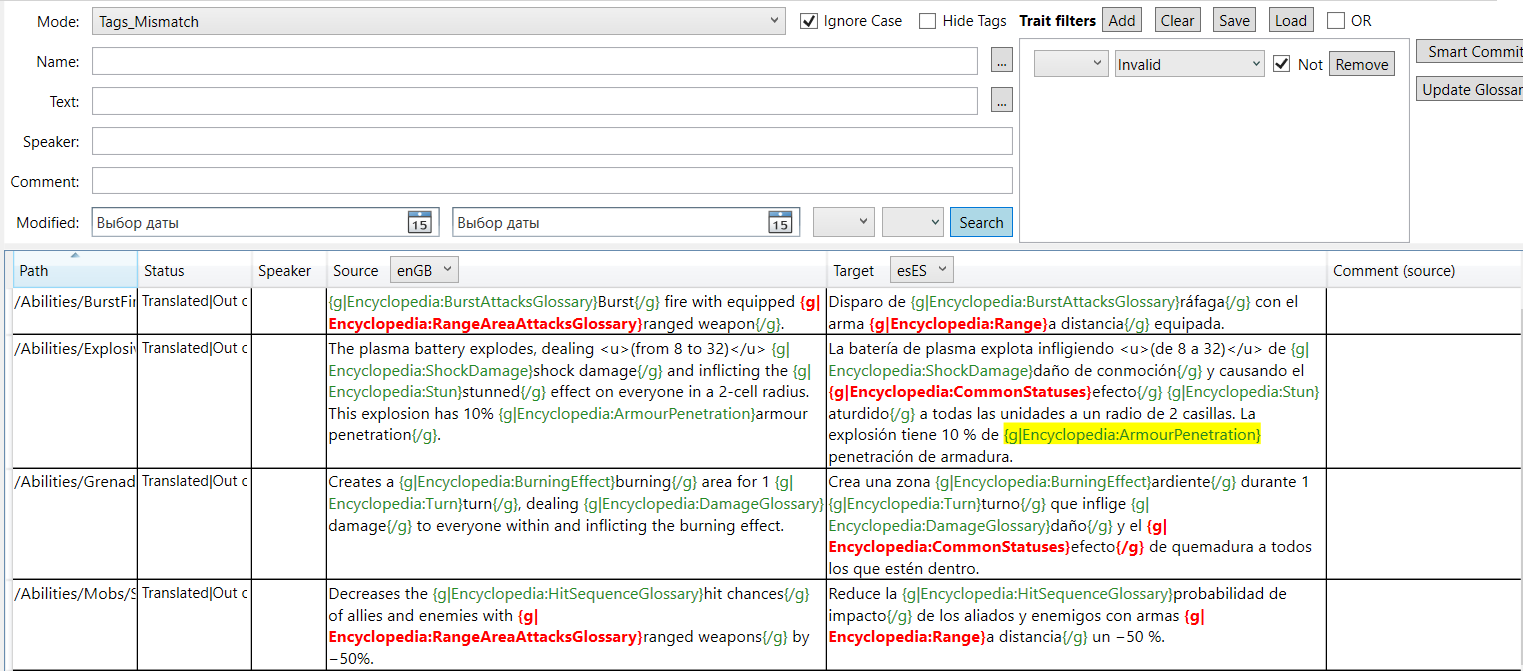 Mode: Tags_Mismatch Ignore Case Hide Tags Trait filters Add Clear Save Load OR
Name: ... Invalid Not Remove Smart Commit
Text: ... Update Glossar
Speaker:
Comment:
Modified: Выбор даты 15 Выбор даты 15 Search
Path Status Speaker Source enGB Target esES Comment (source)
/Abilities/BurstFir Translated|Out c
{g|Encyclopedia:BurstAttacksGlossary}Burst{/g} fire with equipped {g|
Encyclopedia:RangeAreaAttacksGlossary}ranged weapon{/g}.
Disparo de {g|Encyclopedia:BurstAttacksGlossary}ráfaga{/g} con el
arma {g|Encyclopedia:Range}a distancia{/g} equipada.
/Abilities/Explosiv Translated|Out c
The plasma battery explodes, dealing <u>(from 8 to 32)</u> {g|
Encyclopedia:ShockDamage}shock damage{/g} and inflicting the {g|
Encyclopedia:Stun}stunned{/g} effect on everyone in a 2-cell radius.
This explosion has 10% {g|Encyclopedia:ArmourPenetration}armour
penetration{/g}.
La batería de plasma explota infligiendo <u>(de 8 a 32)</u> de {g|
Encyclopedia:ShockDamage}daño de conmoción{/g} y causando el
{g|Encyclopedia:CommonStatuses}efecto{/g} {g|Encyclopedia:Stun}
aturdido{/g} a todas las unidades a un radio de 2 casillas. La
explosión tiene 10 % de {g|Encyclopedia:ArmourPenetration}
penetración de armadura.
/Abilities/Grenad Translated|Out c
Creates a {g|Encyclopedia:BurningEffect}burning{/g} area for 1 {g|
Encyclopedia:Turn}turn{/g}, dealing {g|Encyclopedia:DamageGlossary}
damage{/g} to everyone within and inflicting the burning effect.
Crea una zona {g|Encyclopedia:BurningEffect}ardiente{/g} durante 1
{g|Encyclopedia:Turn}turno{/g} que inflige {g|
Encyclopedia:DamageGlossary}daño{/g} y el {g|
Encyclopedia:CommonStatuses}efecto{/g} de quemadura a todos
los que estén dentro.
/Abilities/Mobs/S Translated|Out c
Decreases the {g|Encyclopedia:HitSequenceGlossary}hit chances{/g}
of allies and enemies with {g|
Encyclopedia:RangeAreaAttacksGlossary}ranged weapons{/g} by
−50%.
Reduce la {g|Encyclopedia:HitSequenceGlossary}probabilidad de
impacto{/g} de los aliados y enemigos con armas {g|
Encyclopedia:Range}a distancia{/g} un −50 %.